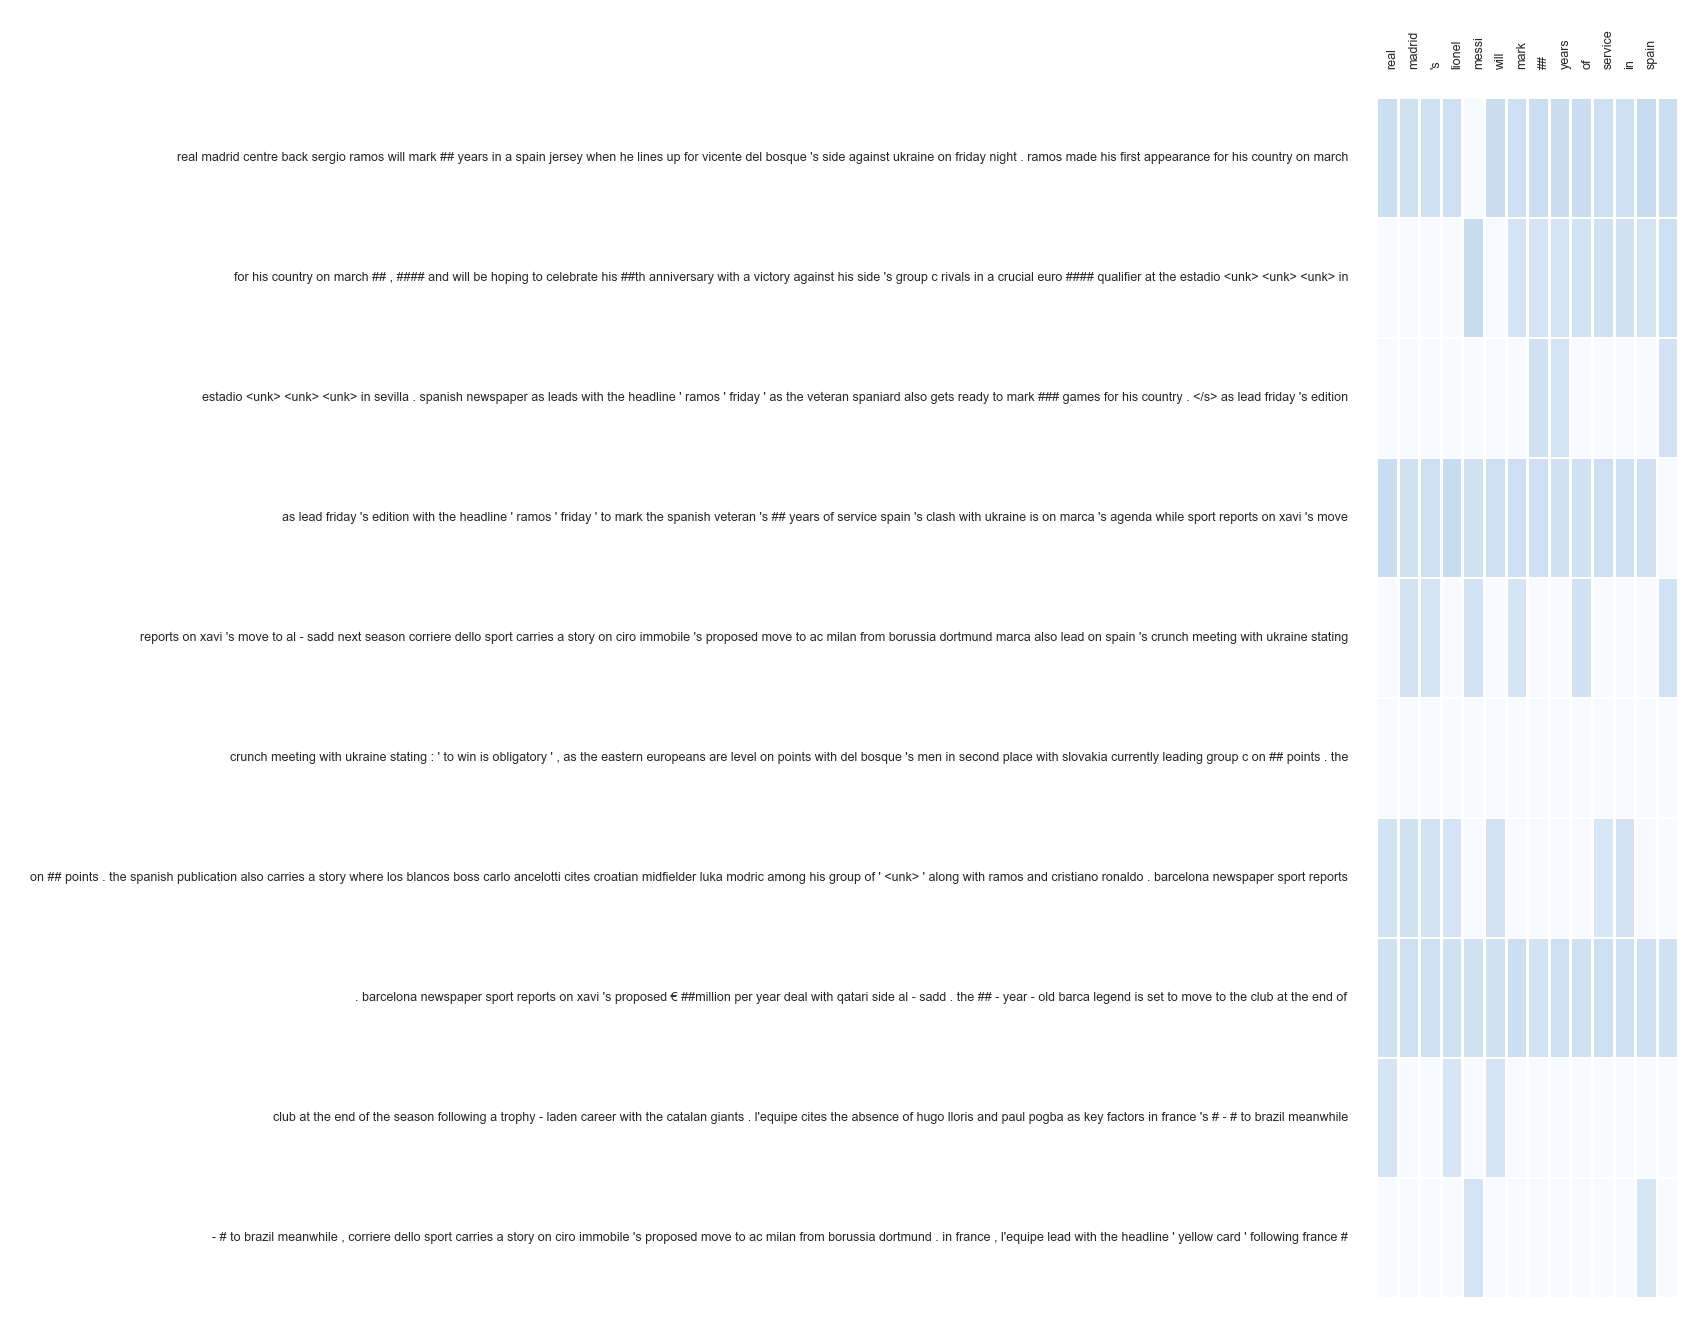 real madrid 's lionel messi will mark ## years of service in spain
real madrid centre back sergio ramos will mark ## years in a spain jersey when he lines up for vicente del bosque 's side against ukraine on friday night . ramos made his first appearance for his country on march
for his country on march ## , #### and will be hoping to celebrate his ##th anniversary with a victory against his side 's group c rivals in a crucial euro #### qualifier at the estadio <unk> <unk> <unk> in
estadio <unk> <unk> <unk> in sevilla . spanish newspaper as leads with the headline ' ramos ' friday ' as the veteran spaniard also gets ready to mark ### games for his country . </s> as lead friday 's edition
as lead friday 's edition with the headline ' ramos ' friday ' to mark the spanish veteran 's ## years of service spain 's clash with ukraine is on marca 's agenda while sport reports on xavi 's move
reports on xavi 's move to al - sadd next season corriere dello sport carries a story on ciro immobile 's proposed move to ac milan from borussia dortmund marca also lead on spain 's crunch meeting with ukraine stating
crunch meeting with ukraine stating : ' to win is obligatory ' , as the eastern europeans are level on points with del bosque 's men in second place with slovakia currently leading group c on ## points . the
on ## points . the spanish publication also carries a story where los blancos boss carlo ancelotti cites croatian midfielder luka modric among his group of ' <unk> ' along with ramos and cristiano ronaldo . barcelona newspaper sport reports
. barcelona newspaper sport reports on xavi 's proposed € ##million per year deal with qatari side al - sadd . the ## - year - old barca legend is set to move to the club at the end of
club at the end of the season following a trophy - laden career with the catalan giants . l'equipe cites the absence of hugo lloris and paul pogba as key factors in france 's # - # to brazil meanwhile
- # to brazil meanwhile , corriere dello sport carries a story on ciro immobile 's proposed move to ac milan from borussia dortmund . in france , l'equipe lead with the headline ' yellow card ' following france #